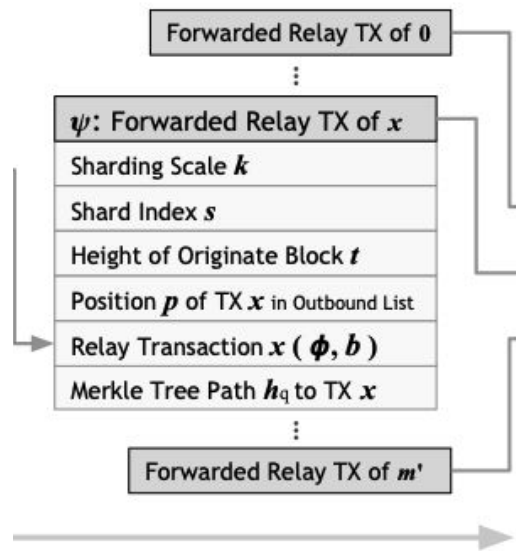 Forwarded Relay TX of 0
⋮
ψ: Forwarded Relay TX of x
Sharding Scale k
Shard Index s
Height of Originate Block t
Position p of TX x in Outbound List
Relay Transaction x ( ϕ, b )
Merkle Tree Path hq to TX x
⋮
Forwarded Relay TX of m'